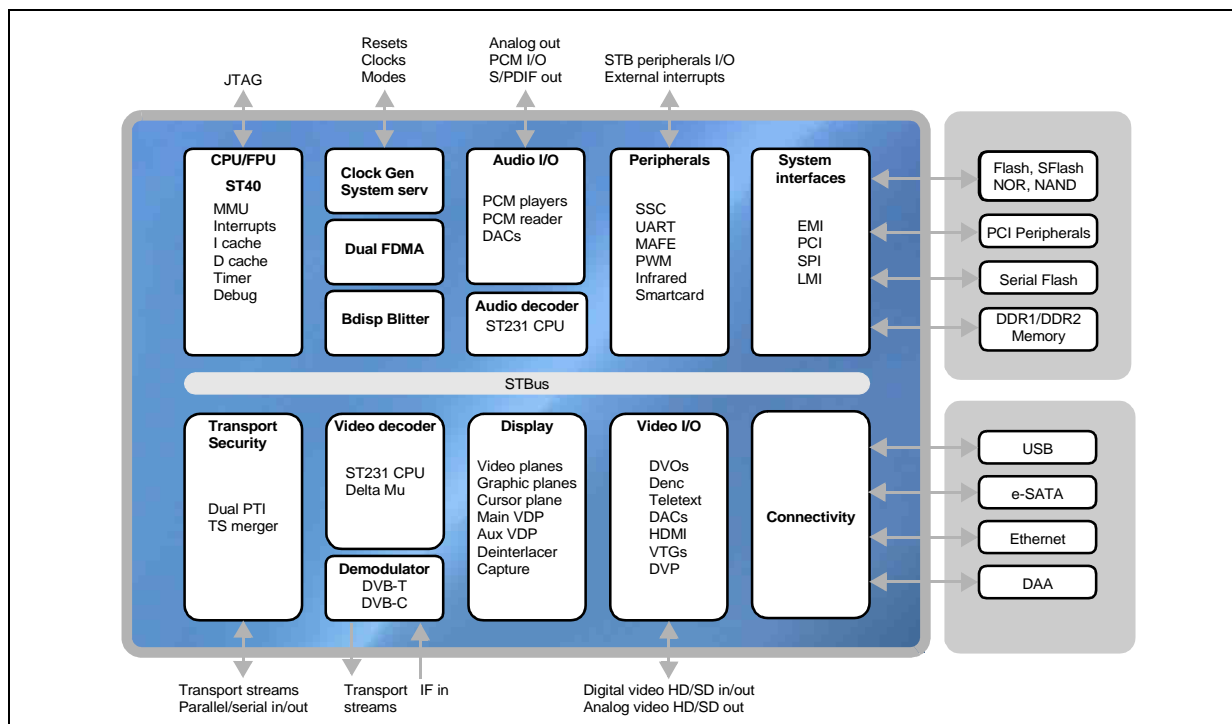 JTAG
Resets
Clocks
Modes
Analog out
PCM I/O
S/PDIF out
STB peripherals I/O
External interrupts
CPU/FPU
ST40
MMU
Interrupts
I cache
D cache
Timer
Debug
Clock Gen
System serv
Dual FDMA
Bdisp Blitter
Audio I/O
PCM players
PCM reader
DACs
Audio decoder
ST231 CPU
Peripherals
SSC
UART
MAFE
PWM
Infrared
Smartcard
System
interfaces
EMI
PCI
SPI
LMI
Flash, SFlash
NOR, NAND
PCI Peripherals
Serial Flash
DDR1/DDR2
Memory
STBus
Transport
Security
Dual PTI
TS merger
Video decoder
ST231 CPU
Delta Mu
Demodulator
DVB-T
DVB-C
Display
Video planes
Graphic planes
Cursor plane
Main VDP
Aux VDP
Deinterlacer
Capture
Video I/O
DVOs
Denc
Teletext
DACs
HDMI
VTGs
DVP
Connectivity
USB
e-SATA
Ethernet
DAA
Transport streams
Parallel/serial in/out
Transport
streams
IF in
Digital video HD/SD in/out
Analog video HD/SD out